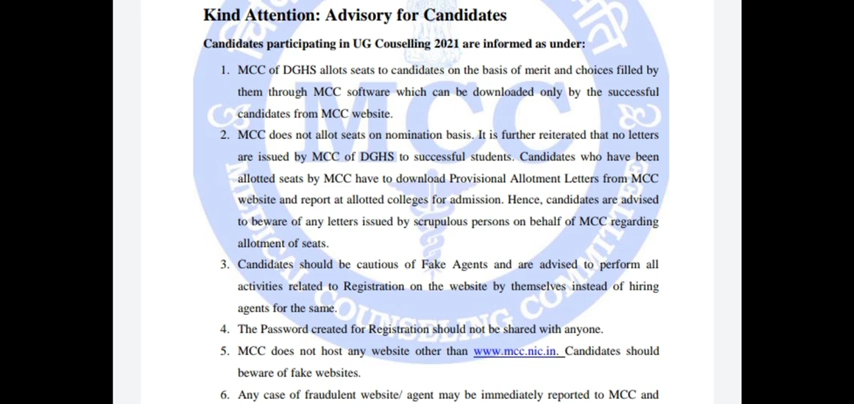 Kind Attention: Advisory for Candidates
Candidates participating in UG Couselling 2021 are informed as under:
1. MCC of DGHS allots seats to candidates on the basis of merit and choices filled by
them through MCC software which can be downloaded only by the successful
candidates from MCC website.
2. MCC does not allot seats on nomination basis. It is further reiterated that no letters
are issued by MCC of DGHS to successful students. Candidates who have been
allotted seats by MCC have to download Provisional Allotment Letters from MCC
website and report at allotted colleges for admission. Hence, candidates are advised
to beware of any letters issued by scrupulous persons on behalf of MCC regarding
allotment of seats.
3. Candidates should be cautious of Fake Agents and are advised to perform all
activities related to Registration on the website by themselves instead of hiring
agents for the same.
4. The Password created for Registration should not be shared with anyone.
5. MCC does not host any website other than www.mcc.nic.in. Candidates should
beware of fake websites.
6. Any case of fraudulent website/ agent may be immediately reported to MCC and
MCC
MEDICAL COUNSELING COMMITTEE